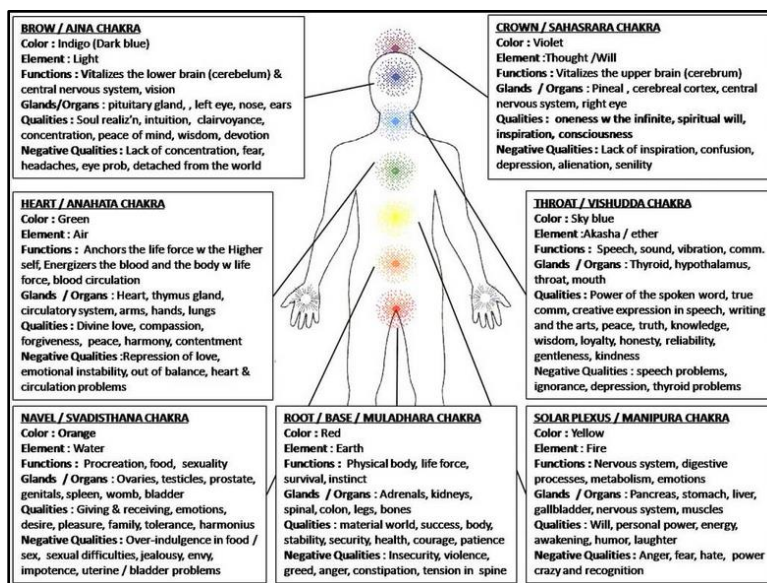 BROW / AJNA CHAKRA
Color : Indigo (Dark blue)
Element : Light
Functions : Vitalizes the lower brain (cerebelum) &
central nervous system, vision
Glands/Organs : pituitary gland, , left eye, nose, ears
Qualities : Soul realiz'n, intuition, clairvoyance,
concentration, peace of mind, wisdom, devotion
Negative Qualities : Lack of concentration, fear,
headaches, eye prob, detached from the world
CROWN / SAHASRARA CHAKRA
Color : Violet
Element :Thought /Will
Functions : Vitalizes the upper brain (cerebrum)
Glands / Organs : Pineal , cerebreal cortex, central
nervous system, right eye
Qualities : oneness w the infinite, spiritual will,
inspiration, consciousness
Negative Qualities : Lack of inspiration, confusion,
depression, alienation, senility
HEART / ANAHATA CHAKRA
Color : Green
Element : Air
Functions : Anchors the life force w the Higher
self, Energizers the blood and the body w life
force, blood circulation
Glands / Organs : Heart, thymus gland,
circulatory system, arms, hands, lungs
Qualities : Divine love, compassion,
forgiveness, peace, harmony, contentment
Negative Qualities :Repression of love,
emotional instability, out of balance, heart &
circulation problems
THROAT / VISHUDDA CHAKRA
Color : Sky blue
Element :Akasha / ether
Functions : Speech, sound, vibration, comm.
Glands / Organs : Thyroid, hypothalamus,
throat, mouth
Qualities : Power of the spoken word, true
comm, creative expression in speech, writing
and the arts, peace, truth, knowledge,
wisdom, loyalty, honesty, reliability,
gentleness, kindness
Negative Qualities : speech problems,
ignorance, depression, thyroid problems
NAVEL / SVADISTHANA CHAKRA
Color : Orange
Element : Water
Functions : Procreation, food, sexuality
Glands / Organs : Ovaries, testicles, prostate,
genitals, spleen, womb, bladder
Qualities : Giving & receiving, emotions,
desire, pleasure, family, tolerance, harmonius
Negative Qualities : Over-indulgence in food /
sex, sexual difficulties, jealousy, envy,
impotence, uterine / bladder problems
ROOT / BASE / MULADHARA CHAKRA
Color : Red
Element : Earth
Functions : Physical body, life force,
survival, instinct
Glands / Organs : Adrenals, kidneys,
spinal, colon, legs, bones
Qualities : material world, success, body,
stability, security, health, courage, patience
Negative Qualities : Insecurity, violence,
greed, anger, constipation, tension in spine
SOLAR PLEXUS / MANIPURA CHAKRA
Color : Yellow
Element : Fire
Functions : Nervous system, digestive
processes, metabolism, emotions
Glands / Organs : Pancreas, stomach, liver,
gallbladder, nervous system, muscles
Qualities : Will, personal power, energy,
awakening, humor, laughter
Negative Qualities : Anger, fear, hate, power
crazy and recognition